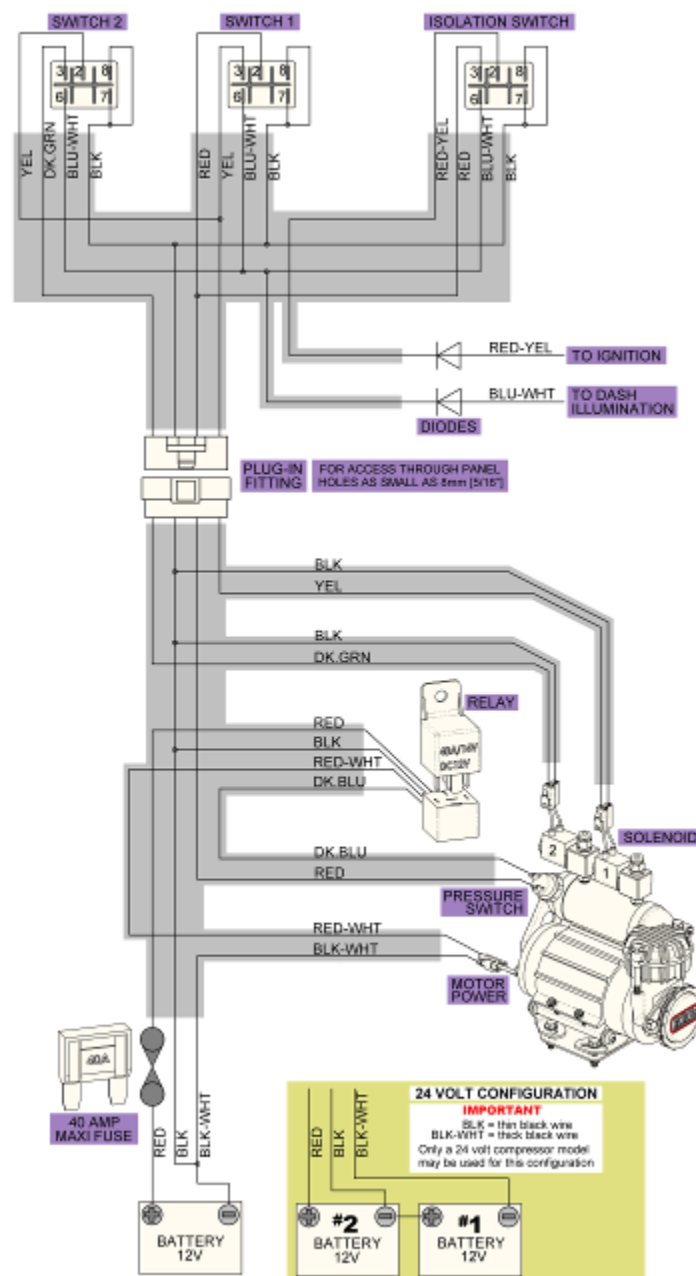 SWITCH 2
SWITCH 1
ISOLATION SWITCH
3 2 8
6 7
3 2 8
6 7
3 2 8
6 7
YEL
DK.GRN
BLU-WHT
BLK
RED
YEL
BLU-WHT
BLK
RED-YEL
RED
BLU-WHT
BLK
RED-YEL
TO IGNITION
BLU-WHT
TO DASH
ILLUMINATION
DIODES
PLUG-IN
FITTING
FOR ACCESS THROUGH PANEL
HOLES AS SMALL AS 8mm [5/16"]
BLK
YEL
BLK
DK.GRN
RELAY
RED
BLK
RED-WHT
DK.BLU
40A/14V
DC12V
SOLENOID
2
1
DK.BLU
RED
PRESSURE
SWITCH
RED-WHT
BLK-WHT
MOTOR
POWER
40A
40 AMP
MAXI FUSE
RED
BLK
BLK-WHT
BATTERY
12V
24 VOLT CONFIGURATION
IMPORTANT
BLK = thin black wire
BLK-WHT = thick black wire
Only a 24 volt compressor model
may be used for this configuration
RED
BLK
BLK-WHT
#2
BATTERY
12V
#1
BATTERY
12V